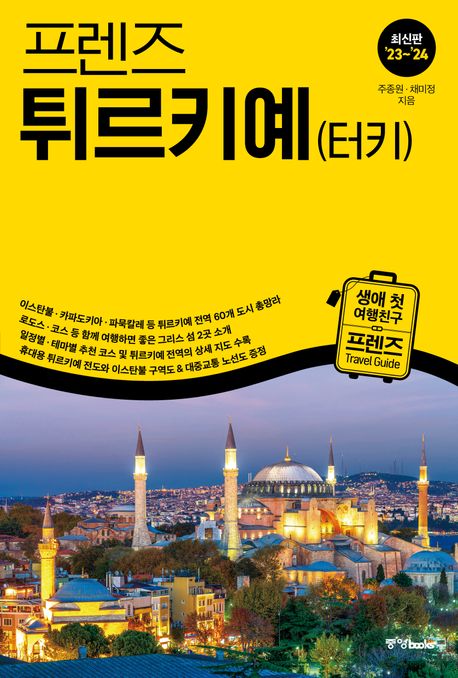 프렌즈
튀르키예(터키)
최신판
'23~'24
주종원 · 채미정
지음
이스탄불 · 카파도키아 · 파묵칼레 등 튀르키예 전역 60개 도시 총망라
로도스 · 코스 등 함께 여행하면 좋은 그리스 섬 2곳 소개
일정별 · 테마별 추천 코스 및 튀르키예 전역의 상세 지도 수록
휴대용 튀르키예 전도와 이스탄불 구역도 & 대중교통 노선도 증정
생애 첫
여행친구
프렌즈
Travel Guide
중앙books